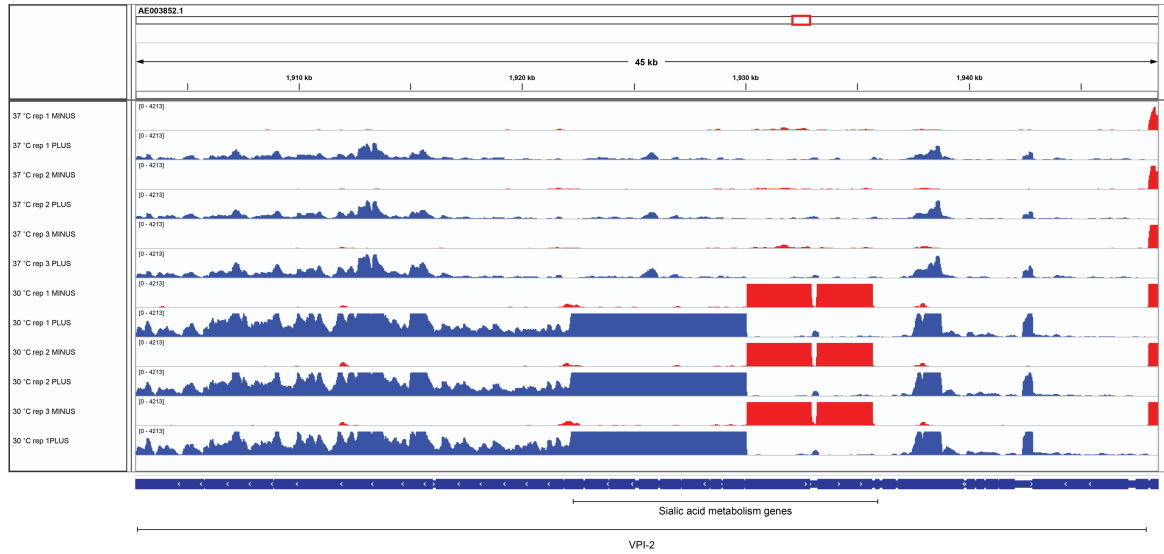 AE003852.1
45 kb
1,910 kb 1,920 kb 1,930 kb 1,940 kb
37 °C rep 1 MINUS [0 - 4213]
37 °C rep 1 PLUS [0 - 4213]
37 °C rep 2 MINUS [0 - 4213]
37 °C rep 2 PLUS [0 - 4213]
37 °C rep 3 MINUS [0 - 4213]
37 °C rep 3 PLUS [0 - 4213]
30 °C rep 1 MINUS [0 - 4213]
30 °C rep 1 PLUS [0 - 4213]
30 °C rep 2 MINUS [0 - 4213]
30 °C rep 2 PLUS [0 - 4213]
30 °C rep 3 MINUS [0 - 4213]
30 °C rep 1PLUS [0 - 4213]
Sialic acid metabolism genes
VPI-2